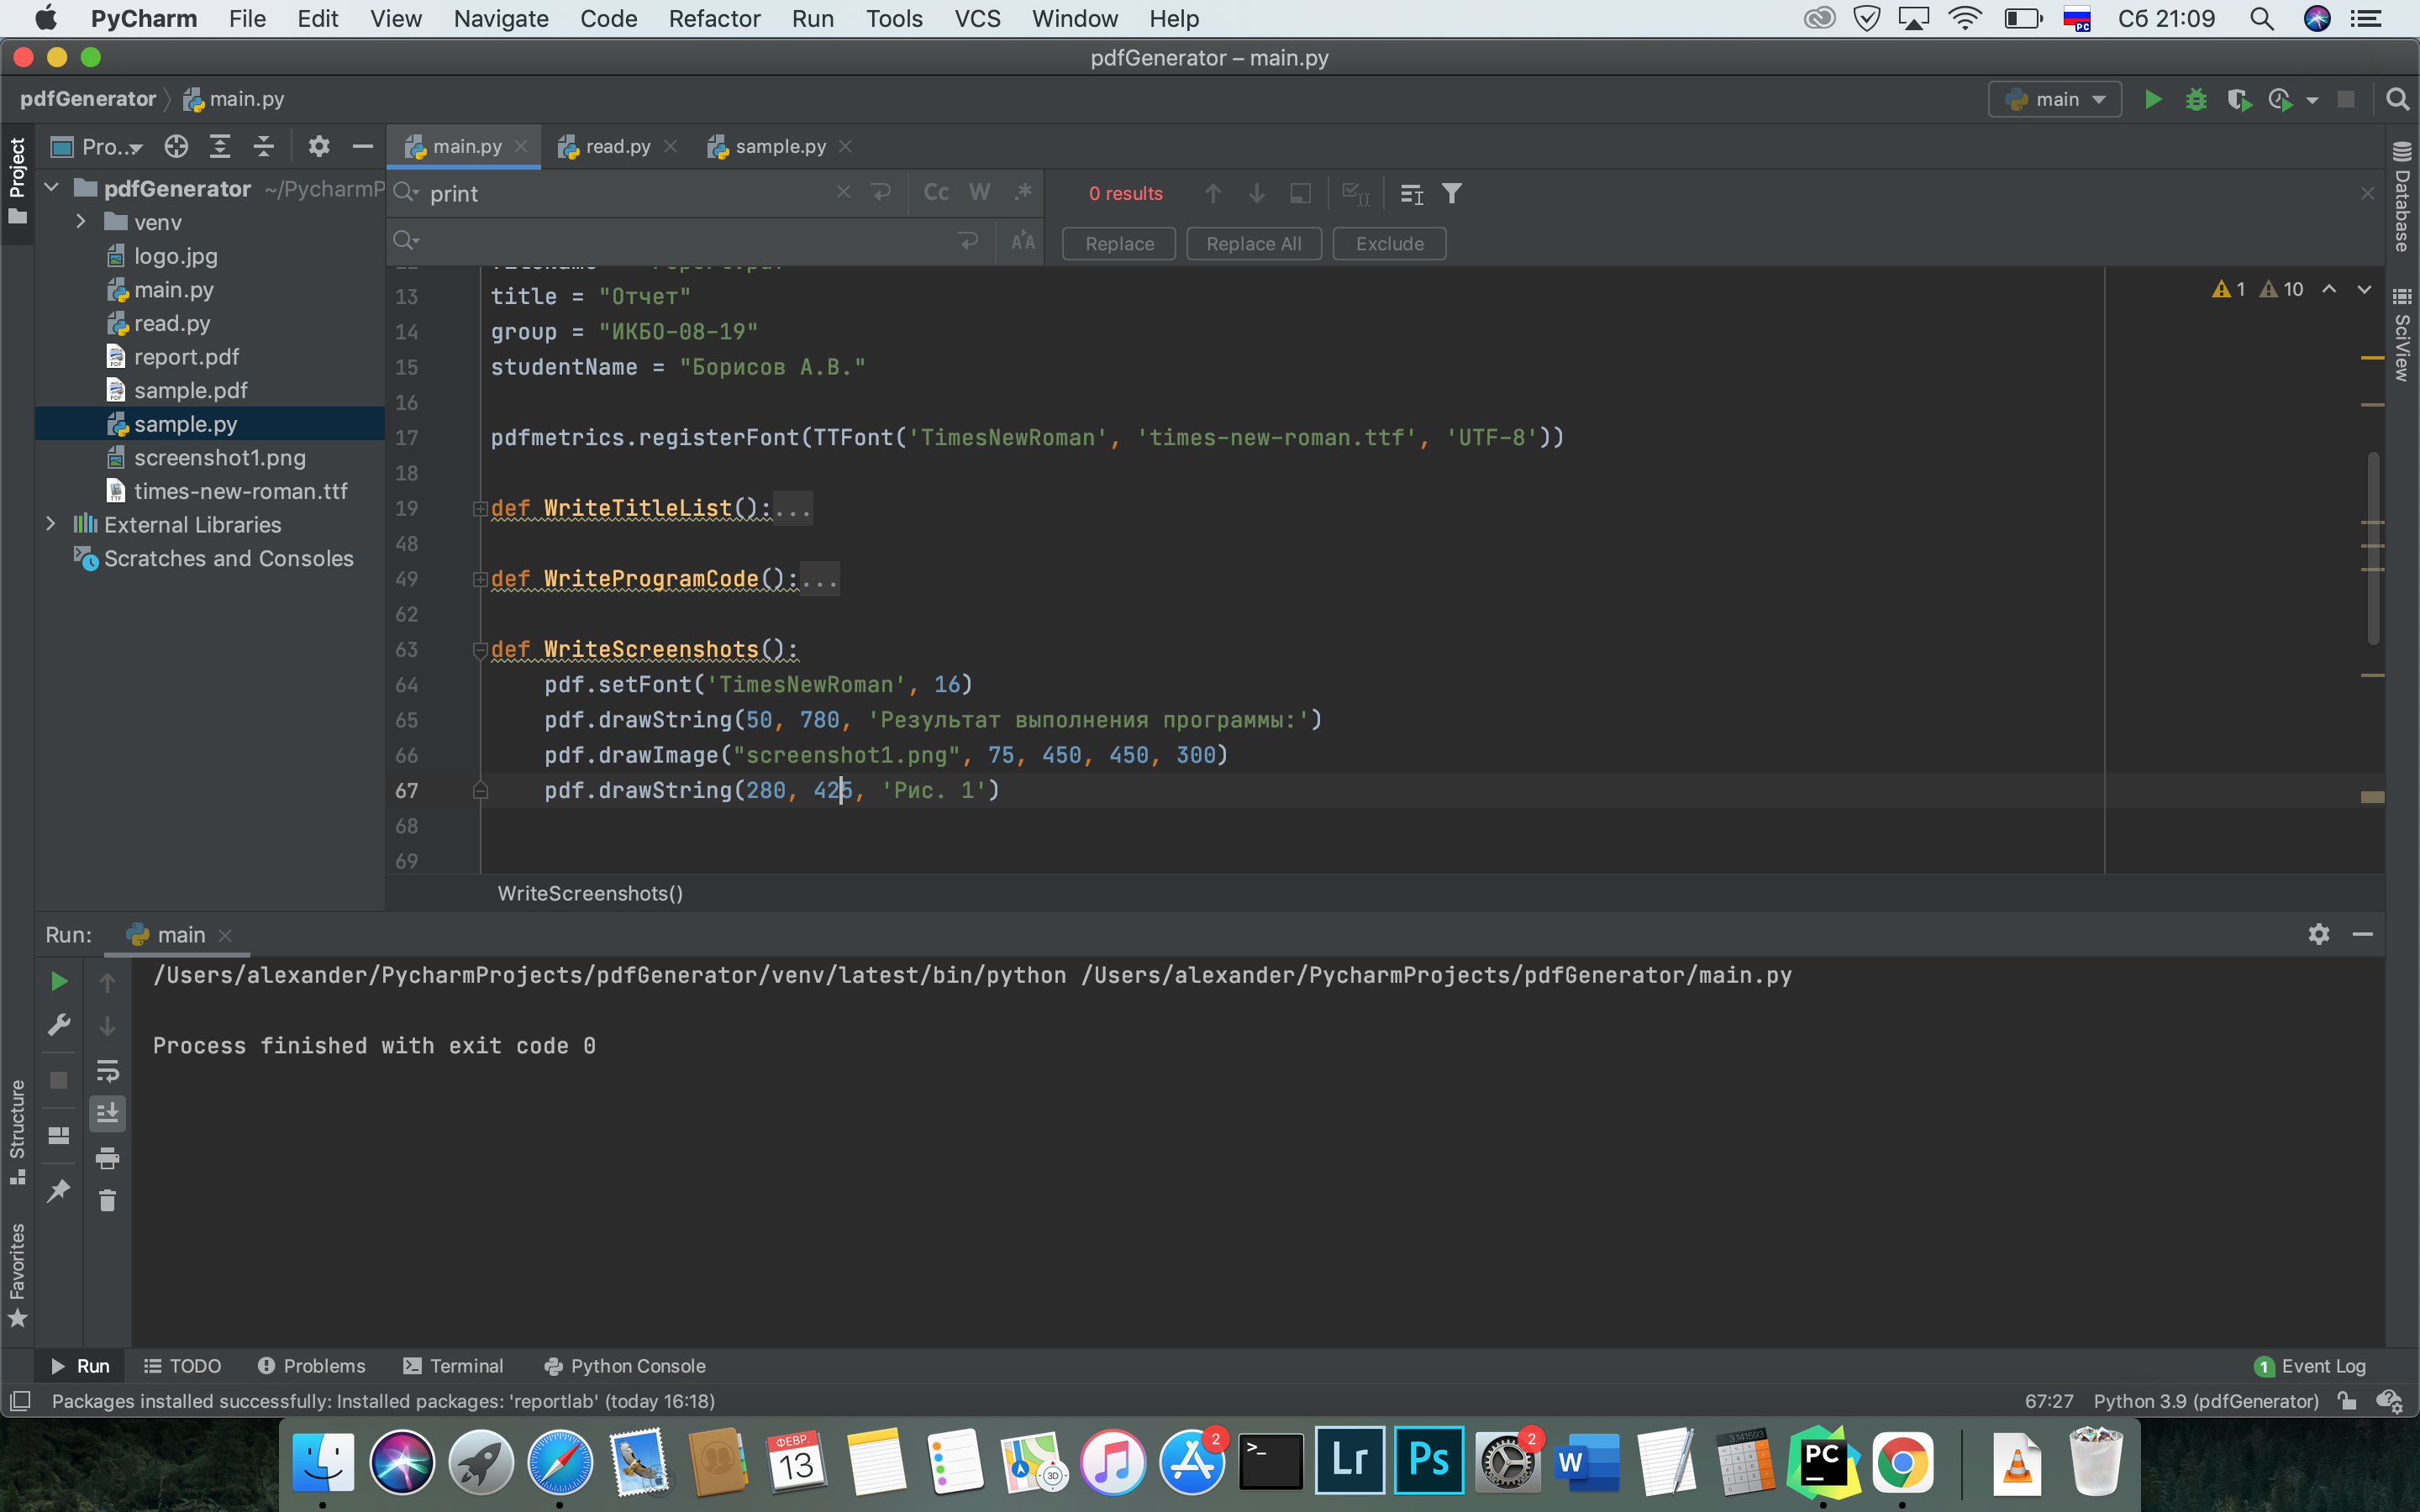 PyCharm File Edit View Navigate Code Refactor Run Tools VCS Window Help РС Сб 21:09
pdfGenerator – main.py
pdfGenerator main.py main
Project
Pro... main.py read.py sample.py
pdfGenerator ~/PycharmP
venv
logo.jpg
main.py
read.py
report.pdf
sample.pdf
sample.py
screenshot1.png
times-new-roman.ttf
External Libraries
Scratches and Consoles
print Cc W .* 0 results
Replace Replace All Exclude
Database
SciView
1 10
13 title = "Отчет"
14 group = "ИКБО-08-19"
15 studentName = "Борисов А.В."
16
17 pdfmetrics.registerFont(TTFont('TimesNewRoman', 'times-new-roman.ttf', 'UTF-8'))
18
19 def WriteTitleList():...
48
49 def WriteProgramCode():...
62
63 def WriteScreenshots():
64 pdf.setFont('TimesNewRoman', 16)
65 pdf.drawString(50, 780, 'Результат выполнения программы:')
66 pdf.drawImage("screenshot1.png", 75, 450, 450, 300)
67 pdf.drawString(280, 425, 'Рис. 1')
68
69
WriteScreenshots()
Run: main
/Users/alexander/PycharmProjects/pdfGenerator/venv/latest/bin/python /Users/alexander/PycharmProjects/pdfGenerator/main.py
Process finished with exit code 0
Structure
Favorites
Run TODO Problems Terminal Python Console 1 Event Log
Packages installed successfully: Installed packages: 'reportlab' (today 16:18) 67:27 Python 3.9 (pdfGenerator)
ФЕВР.
13
3D
2
>_
Lr
Ps
2
W
3.141593
PC